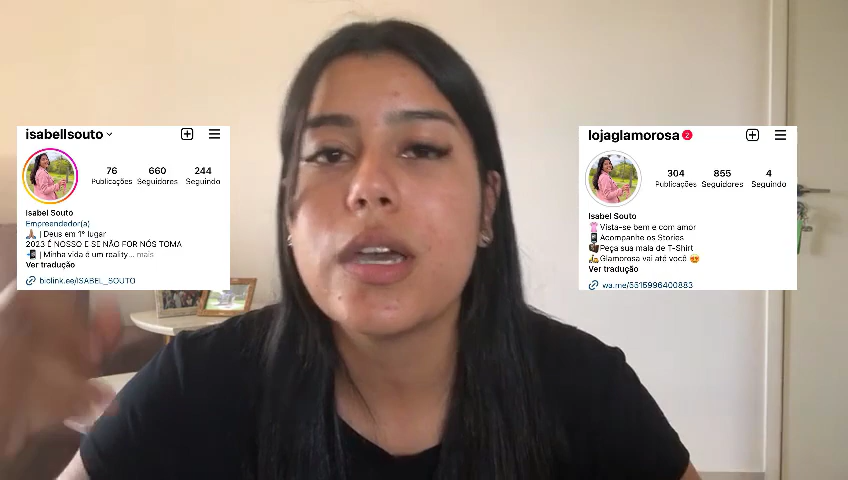 isabellsouto
76 660 244
Publicações Seguidores Seguindo
Isabel Souto
Empreendedor(a)
🙏🏽 | Deus em 1º lugar
2023 É NOSSO E SE NÃO FOR NÓS TOMA
📲 | Minha vida é um reality... mais
Ver tradução
biolink.ee/ISABEL_SOUTO
lojaglamorosa 2
304 855 4
Publicações Seguidores Seguindo
Isabel Souto
👚Vista-se bem e com amor
📱Acompanhe os Stories
Peça sua mala de T-Shirt
🛵Glamorosa vai até você 😍
Ver tradução
wa.me/5515996400883